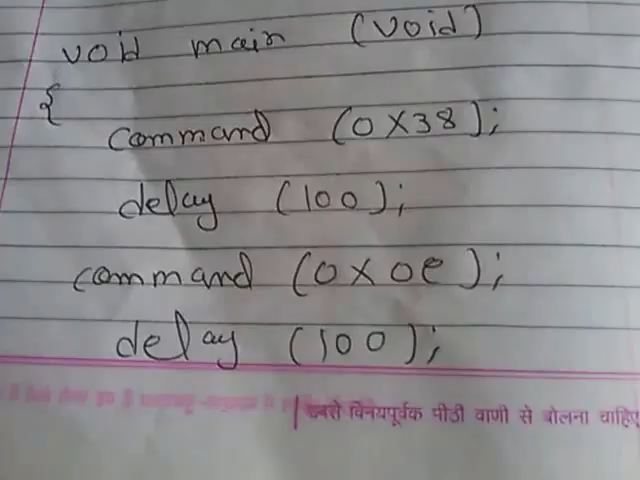 void main (void)
{
command (0X38);
delay (100);
command (0X0e);
delay (100);
सबसे विनयपूर्वक मीठी वाणी से बोलना चाहिए